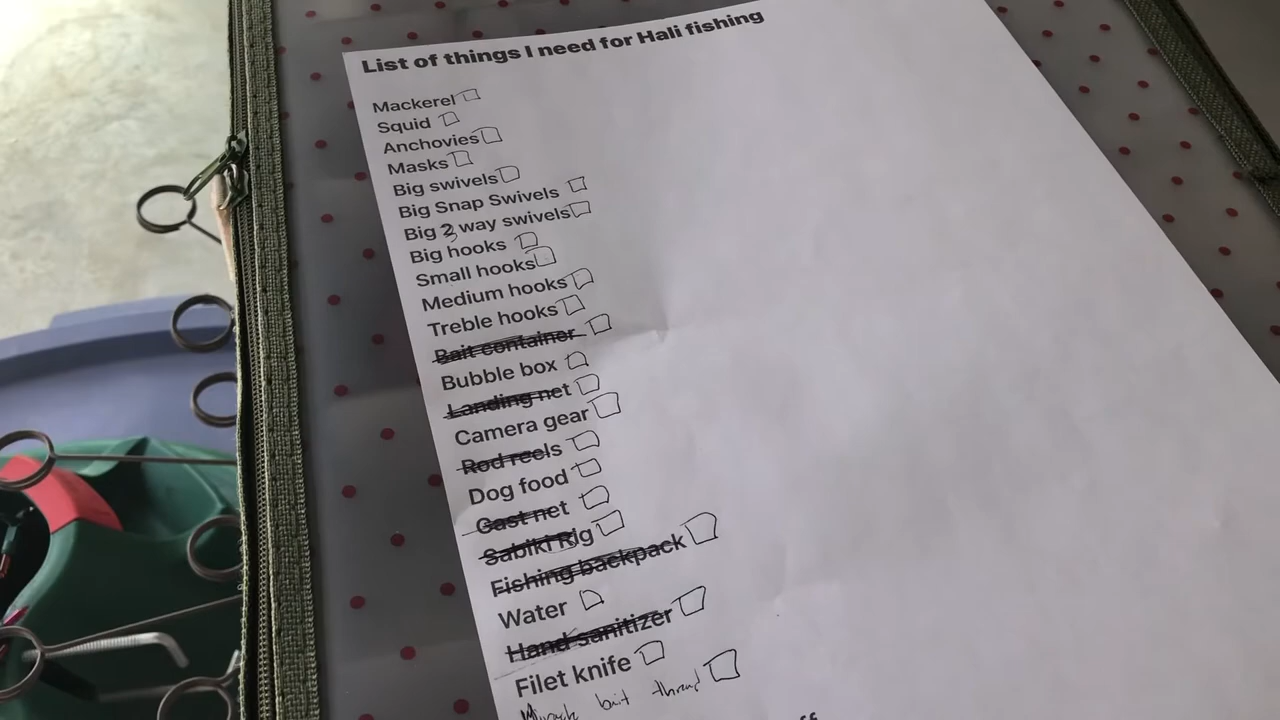 List of things I need for Hali fishing
Mackerel
Squid
Anchovies
Masks
Big swivels
Big Snap Swivels
Big 3 way swivels
Big hooks
Small hooks
Medium hooks
Treble hooks
Bait container
Bubble box
Landing net
Camera gear
Rod reels
Dog food
Cast net
Sabiki Rig
Fishing backpack
Water
Hand sanitizer
Filet knife
bait thread